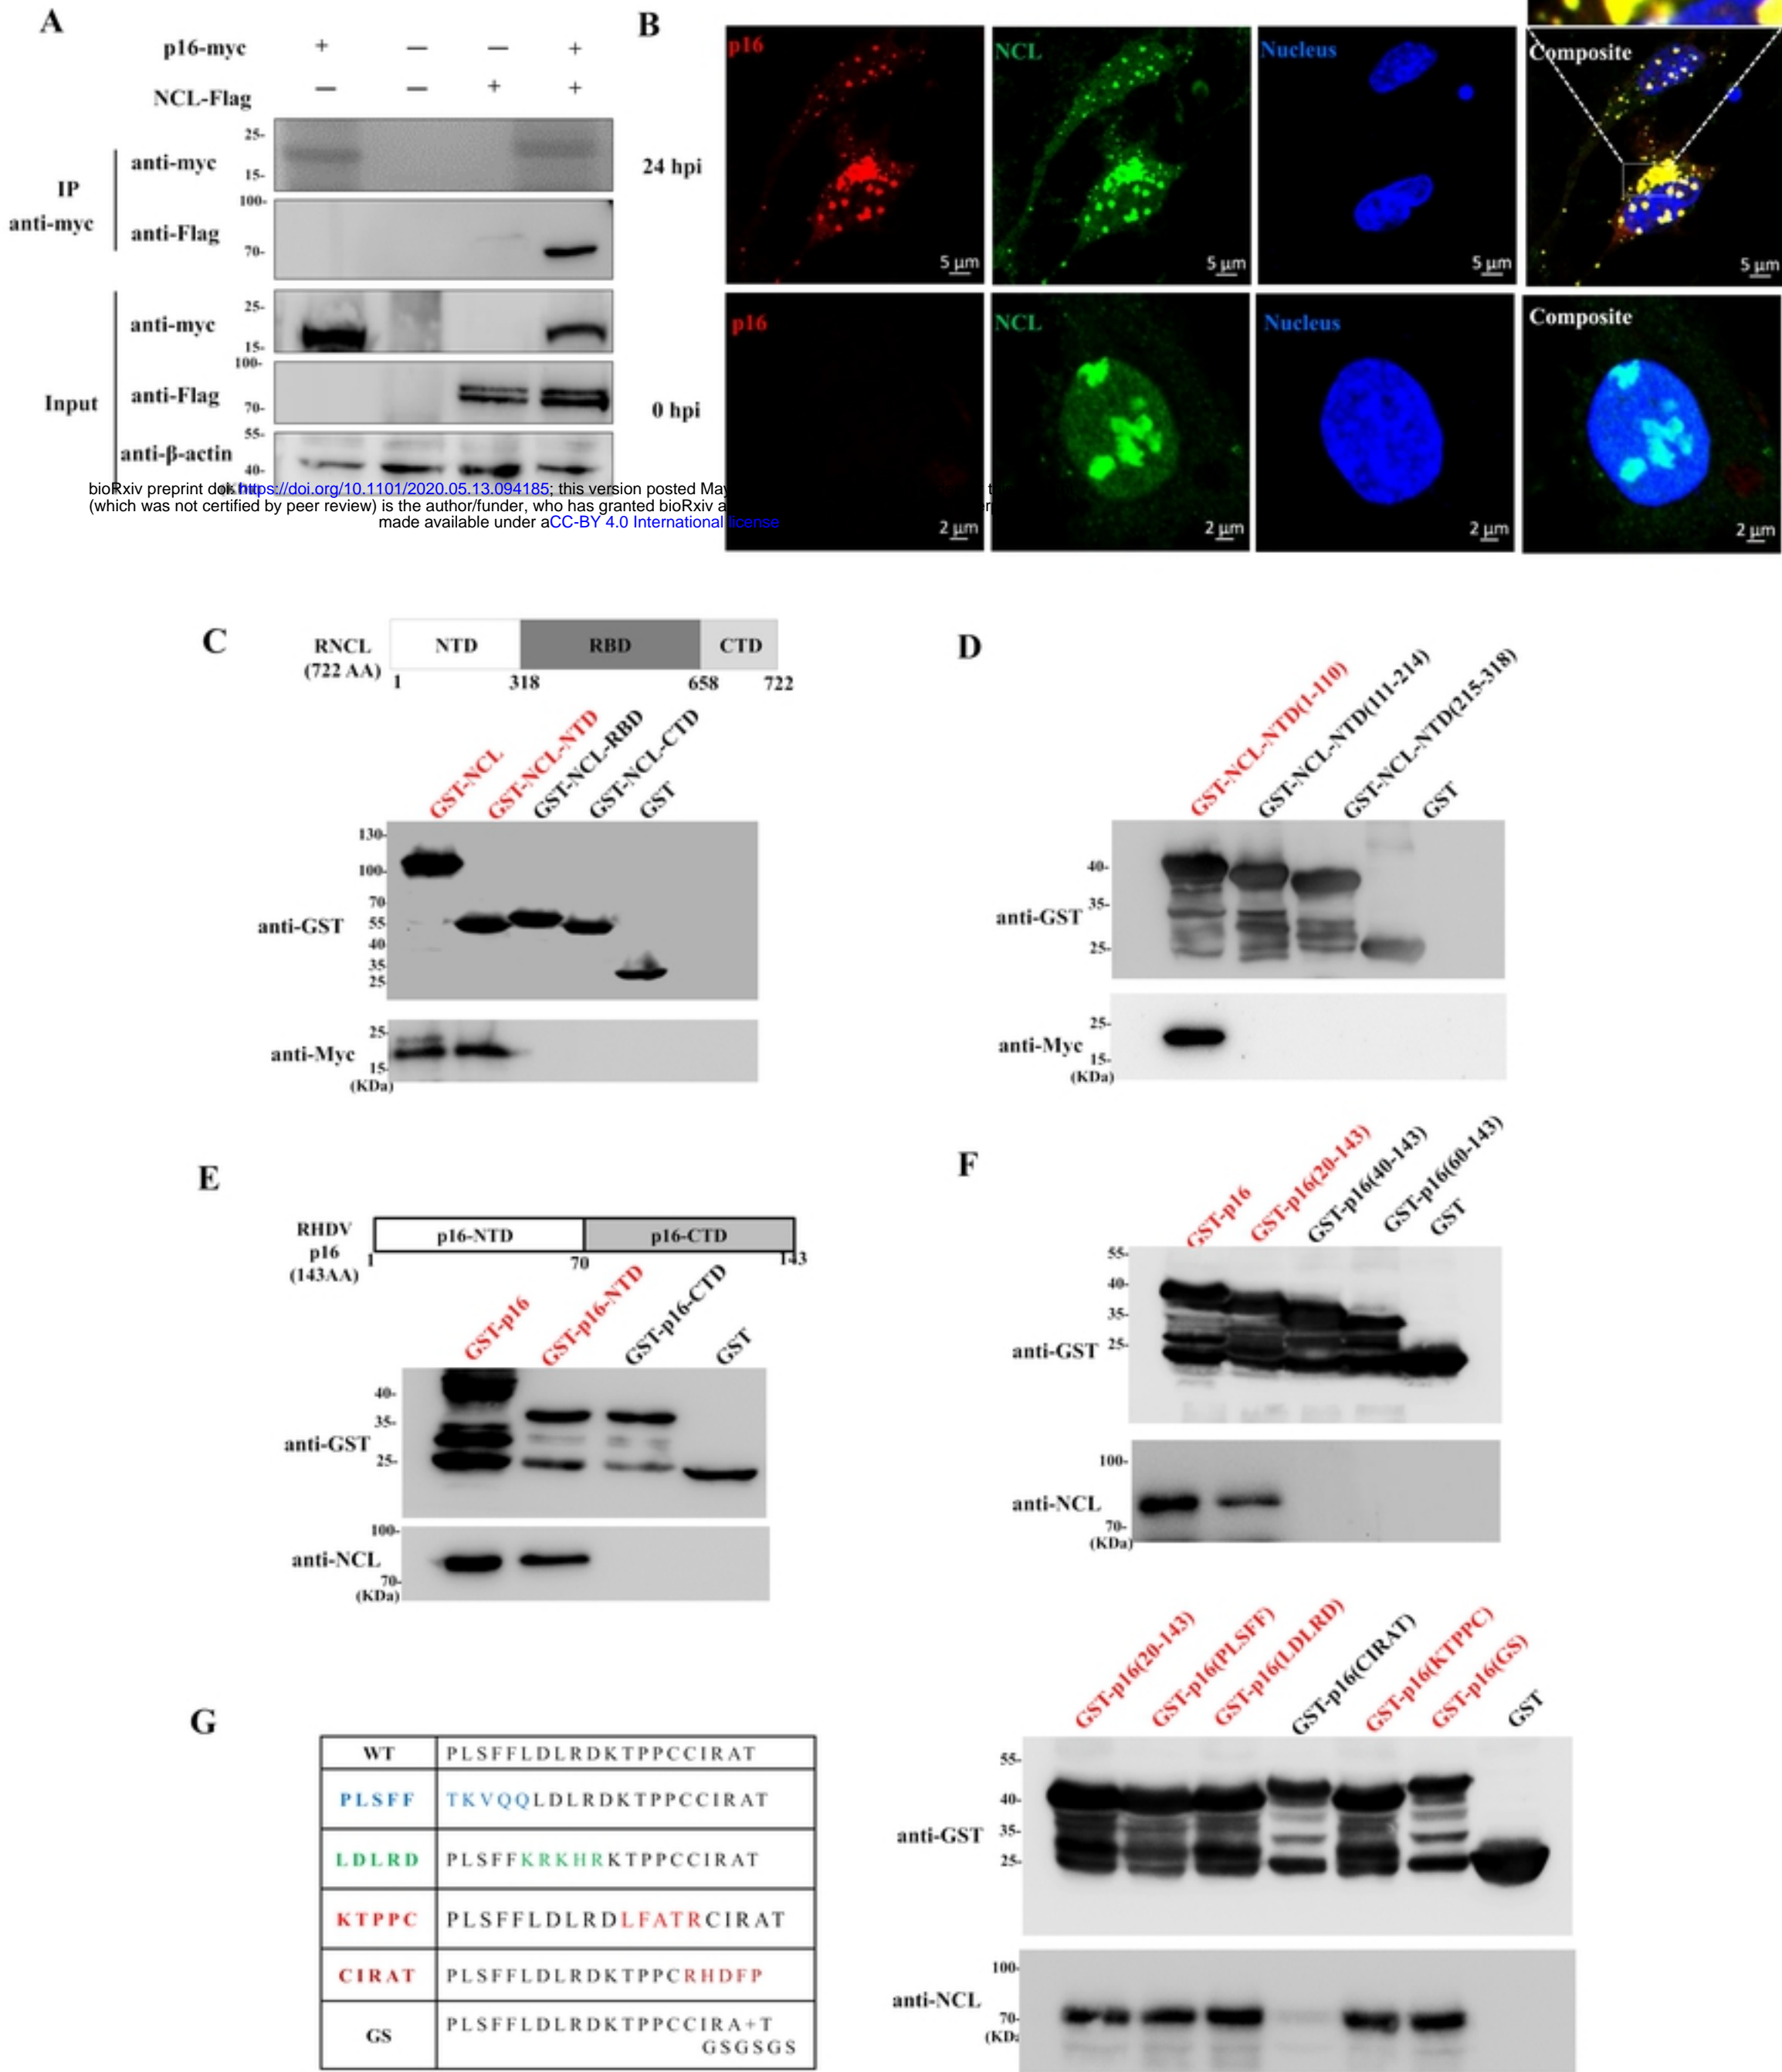 A
p16-myc + — — +
NCL-Flag — — + +
IP
anti-myc
anti-myc 25- 15-
anti-Flag 100- 70-
Input
anti-myc 25- 15-
anti-Flag 100- 70-
anti-β-actin 55- 40-
bioRxiv preprint doi: https://doi.org/10.1101/2020.05.13.094185; this version posted May
(which was not certified by peer review) is the author/funder, who has granted bioRxiv a
made available under aCC-BY 4.0 International license
B
24 hpi
p16 NCL Nucleus Composite
5 μm 5 μm 5 μm 5 μm
0 hpi
p16 NCL Nucleus Composite
2 μm 2 μm 2 μm 2 μm
C
RNCL
(722 AA)
NTD RBD CTD
1 318 658 722
GST-NCL
GST-NCL-NTD
GST-NCL-RBD
GST-NCL-CTD
GST
anti-GST
130-
100-
70
55
40
35
25
anti-Myc
25-
15-
(KDa)
D
GST-NCL-NTD(1-110)
GST-NCL-NTD(111-214)
GST-NCL-NTD(215-318)
GST
anti-GST
40-
35-
25-
anti-Myc
25-
15-
(KDa)
E
RHDV
p16
(143AA)
p16-NTD p16-CTD
1 70 143
GST-p16
GST-p16-NTD
GST-p16-CTD
GST
anti-GST
40-
35-
25-
anti-NCL
100-
70-
(KDa)
F
GST-p16
GST-p16(20-143)
GST-p16(40-143)
GST-p16(60-143)
GST
anti-GST
55-
40-
35-
25-
anti-NCL
100-
70-
(KDa)
G
WT PLSFFLDLRDKTPPCCIRAT
PLSFF TKVQQLDLRDKTPPCCIRAT
LDLRD PLSFFKRKHRKTPPCCIRAT
KTPPC PLSFFLDLRDLFATRCIRAT
CIRAT PLSFFLDLRDKTPPCRHDFP
GS PLSFFLDLRDKTPPCCIRA+T
GSGSGS
GST-p16(20-143)
GST-p16(PLSFF)
GST-p16(LDLRD)
GST-p16(CIRAT)
GST-p16(KTPPC)
GST-p16(GS)
GST
anti-GST
55-
40-
35-
25-
anti-NCL
100-
70-